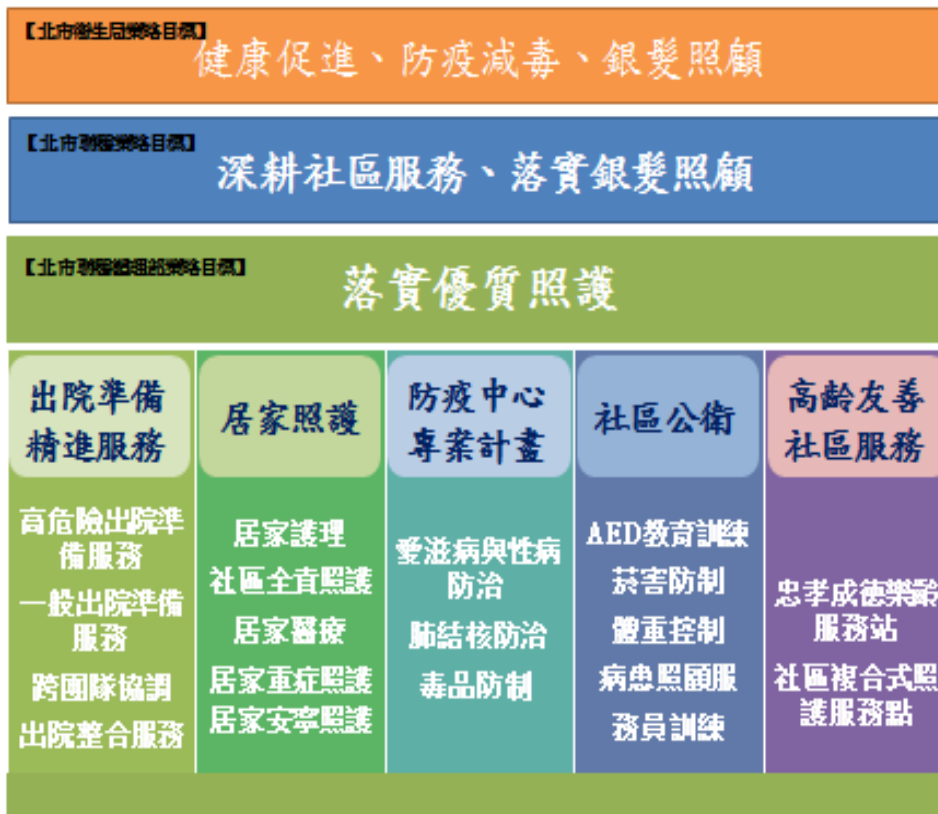 【北市衛生局策略目標】
健康促進、防疫減毒、銀髮照顧
【北市聯醫策略目標】
深耕社區服務、落實銀髮照顧
【北市聯醫護理部策略目標】
落實優質照護
出院準備
精進服務
高危險出院準
備服務
一般出院準備
服務
跨團隊協調
出院整合服務
居家照護
居家護理
社區全責照護
居家醫療
居家重症照護
居家安寧照護
防疫中心
專案計畫
愛滋病與性病
防治
肺結核防治
毒品防制
社區公衛
AED教育訓練
菸害防制
體重控制
病患照顧服
務員訓練
高齡友善
社區服務
忠孝成德樂齡
服務站
社區複合式照
護服務點